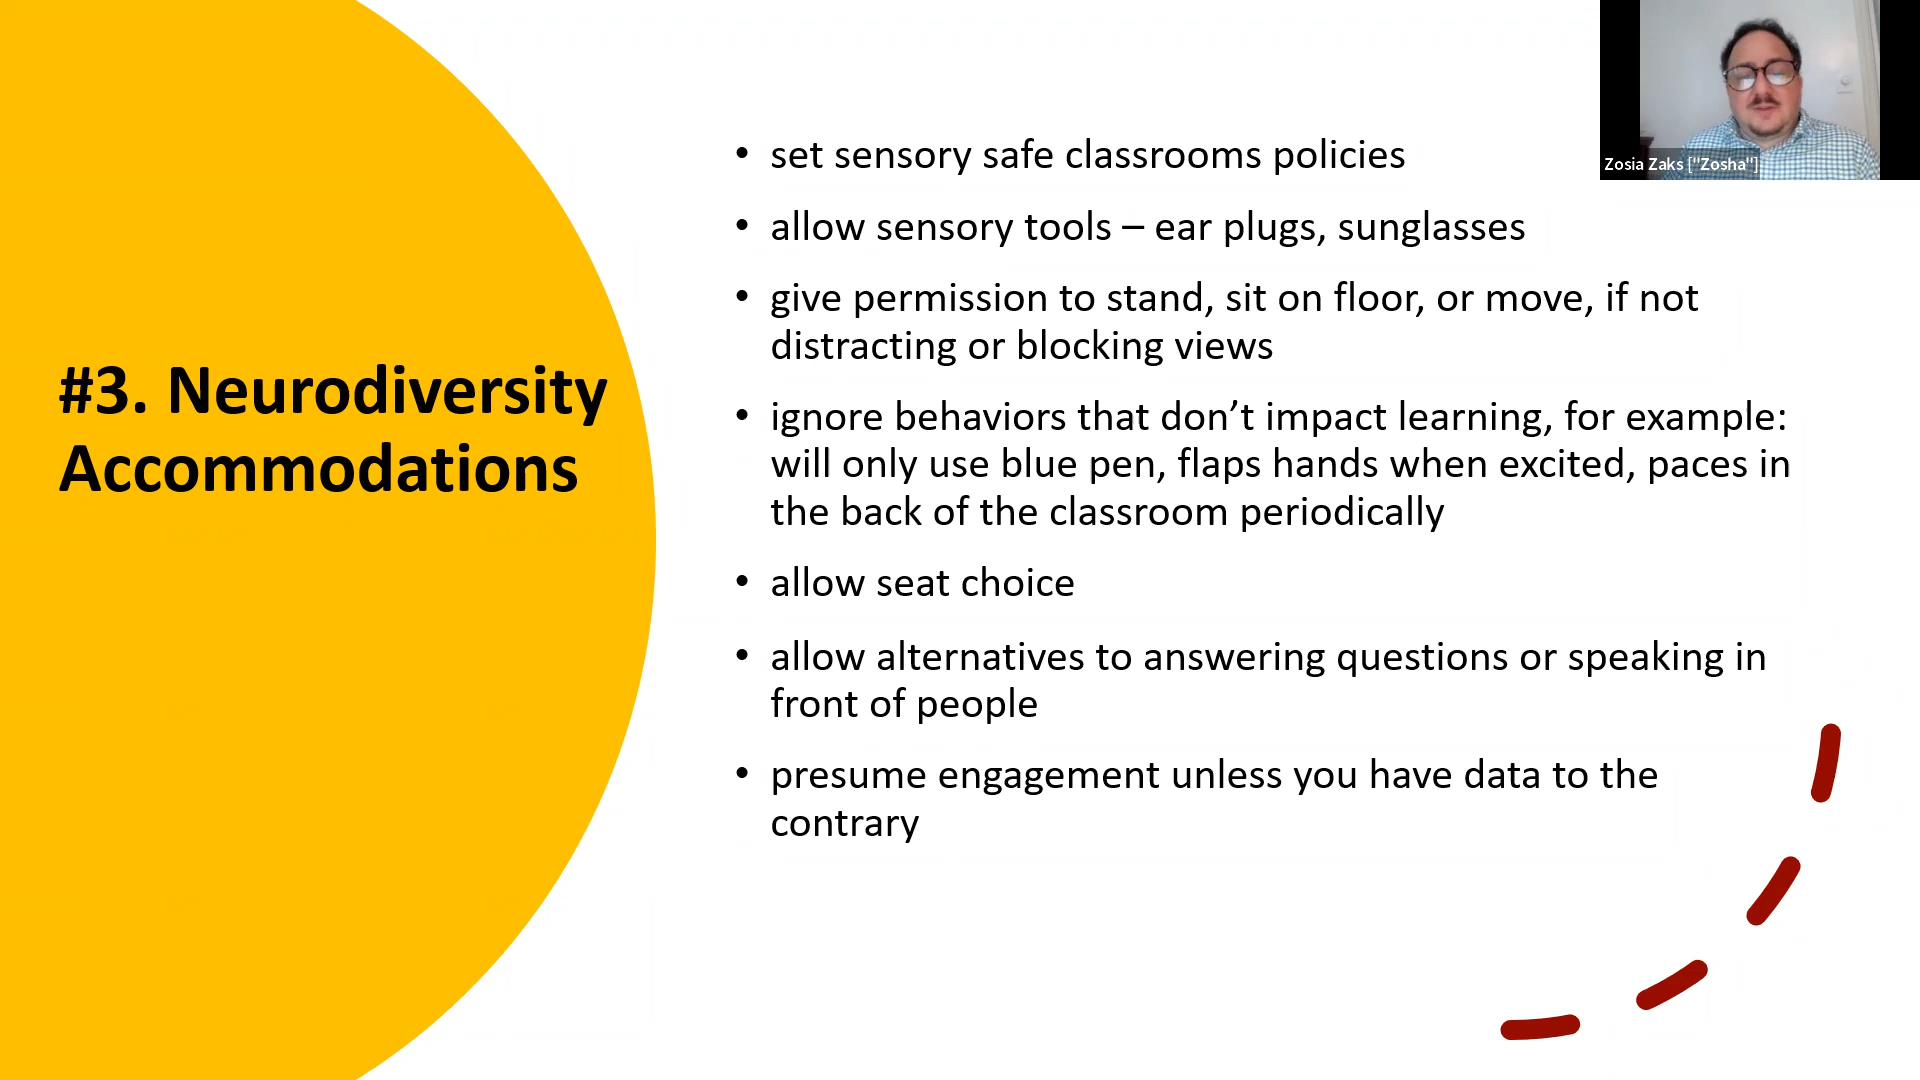 #3. Neurodiversity
Accommodations
• set sensory safe classrooms policies
• allow sensory tools – ear plugs, sunglasses
• give permission to stand, sit on floor, or move, if not
distracting or blocking views
• ignore behaviors that don’t impact learning, for example:
will only use blue pen, flaps hands when excited, paces in
the back of the classroom periodically
• allow seat choice
• allow alternatives to answering questions or speaking in
front of people
• presume engagement unless you have data to the
contrary
Zosia Zaks ["Zosha"]